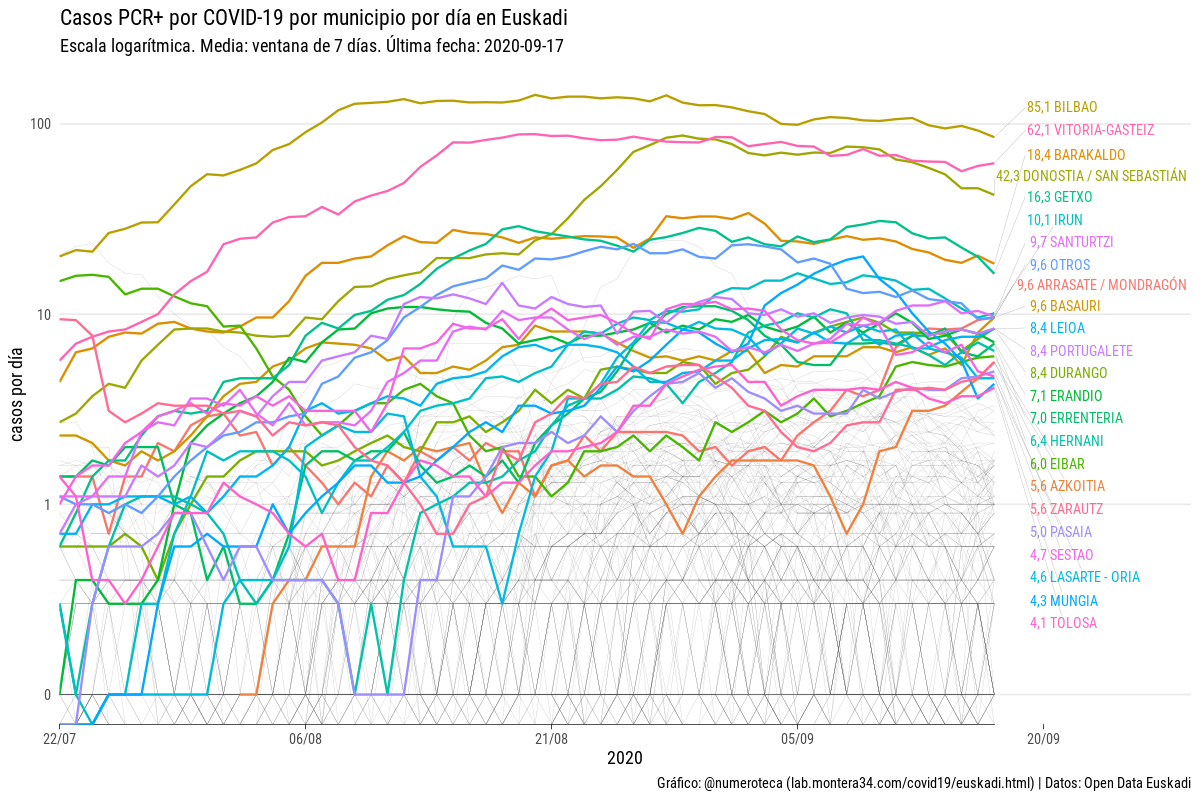 Casos PCR+ por COVID-19 por municipio por día en Euskadi
Escala logarítmica. Media: ventana de 7 días. Última fecha: 2020-09-17
casos por día
100
10
1
0
85,1 BILBAO
62,1 VITORIA-GASTEIZ
18,4 BARAKALDO
42,3 DONOSTIA / SAN SEBASTIÁN
16,3 GETXO
10,1 IRUN
9,7 SANTURTZI
9,6 OTROS
9,6 ARRASATE / MONDRAGÓN
9,6 BASAURI
8,4 LEIOA
8,4 PORTUGALETE
8,4 DURANGO
7,1 ERANDIO
7,0 ERRENTERIA
6,4 HERNANI
6,0 EIBAR
5,6 AZKOITIA
5,6 ZARAUTZ
5,0 PASAIA
4,7 SESTAO
4,6 LASARTE - ORIA
4,3 MUNGIA
4,1 TOLOSA
22/07
06/08
21/08
05/09
20/09
2020
Gráfico: @numeroteca (lab.montera34.com/covid19/euskadi.html) | Datos: Open Data Euskadi